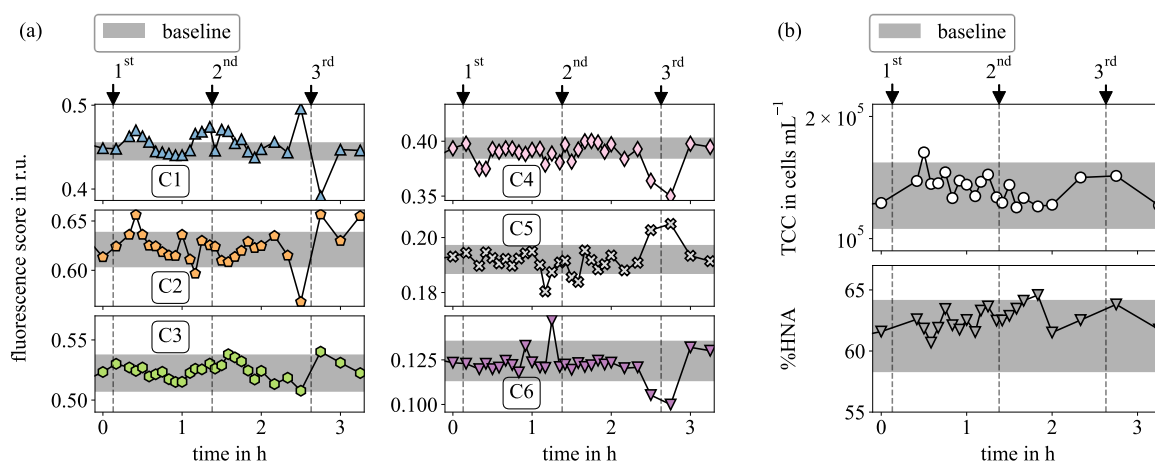 (a)
baseline
(b)
baseline
1st
2nd
3rd
1st
2nd
3rd
1st
2nd
3rd
fluorescence score in r.u.
0.5
0.4
C1
0.65
0.60
C2
0.55
0.50
C3
0
1
2
3
time in h
0.40
0.35
C4
0.20
0.18
C5
0.125
0.100
C6
0
1
2
3
time in h
TCC in cells mL−1
2 × 10^5
10^5
%HNA
65
60
55
0
1
2
3
time in h